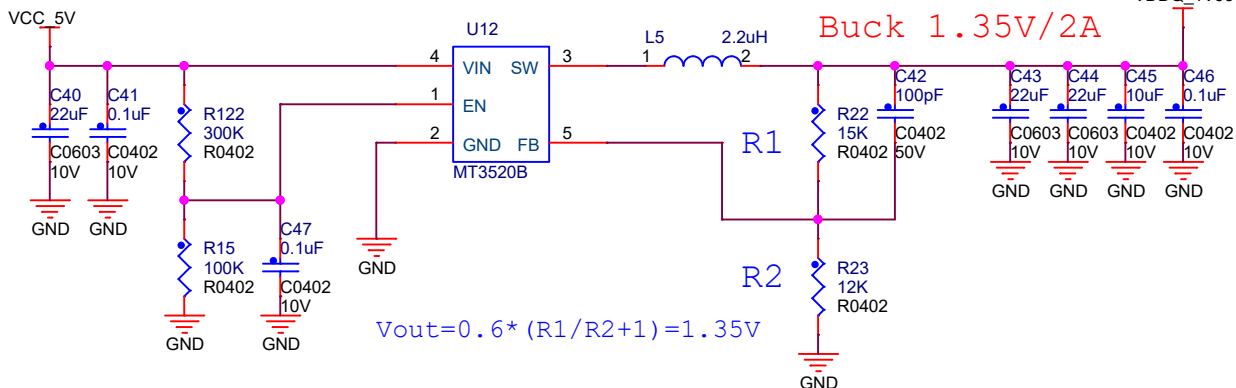 VCC_5V
Buck 1.35V/2A
U12
L5 2.2uH
4 VIN SW 3
1 2
1 EN
2 GND FB 5
MT3520B
C40
22uF
C0603
10V
GND
C41
0.1uF
C0402
10V
GND
R122
300K
R0402
R15
100K
R0402
GND
C47
0.1uF
C0402
10V
GND
GND
R1
R22
15K
R0402
C42
100pF
C0402
50V
C43
22uF
C0603
10V
GND
C44
22uF
C0603
10V
GND
C45
10uF
C0402
10V
GND
C46
0.1uF
C0402
10V
GND
R2
R23
12K
R0402
GND
Vout=0.6*(R1/R2+1)=1.35V